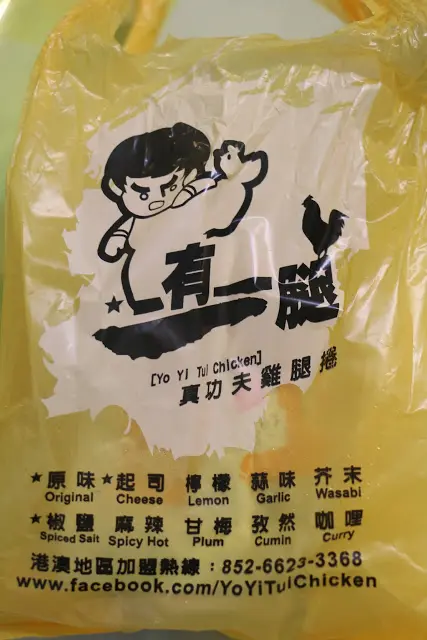 有一腿
[Yo Yi Tui Chicken]
真功夫雞腿捲
★原味 ★起司 檸檬 蒜味 芥末
Original Cheese Lemon Garlic Wasabi
★椒鹽 麻辣 甘梅 孜然 咖哩
Spiced Salt Spicy Hot Plum Cumin Curry
港澳地區加盟熱線：852-6623-3368
www.facebook.com/YoYiTuiChicken